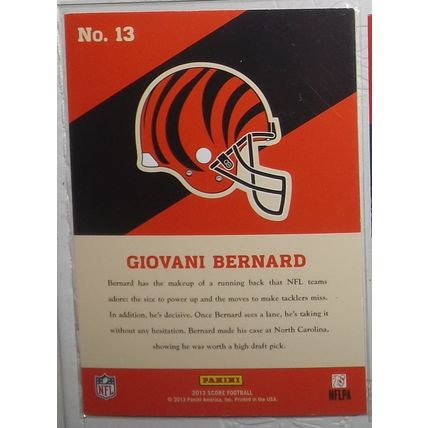 No. 13
GIOVANI BERNARD
Bernard has the makeup of a running back that NFL teams
adore: the size to power up and the moves to make tacklers miss.
In addition, he's decisive. Once Bernard sees a lane, he's taking it
without any hesitation. Bernard made his case at North Carolina,
showing he was worth a high draft pick.
NFL
PANINI
2013 SCORE FOOTBALL
© 2013 Panini America, Inc. Printed in the USA.
NFLPA